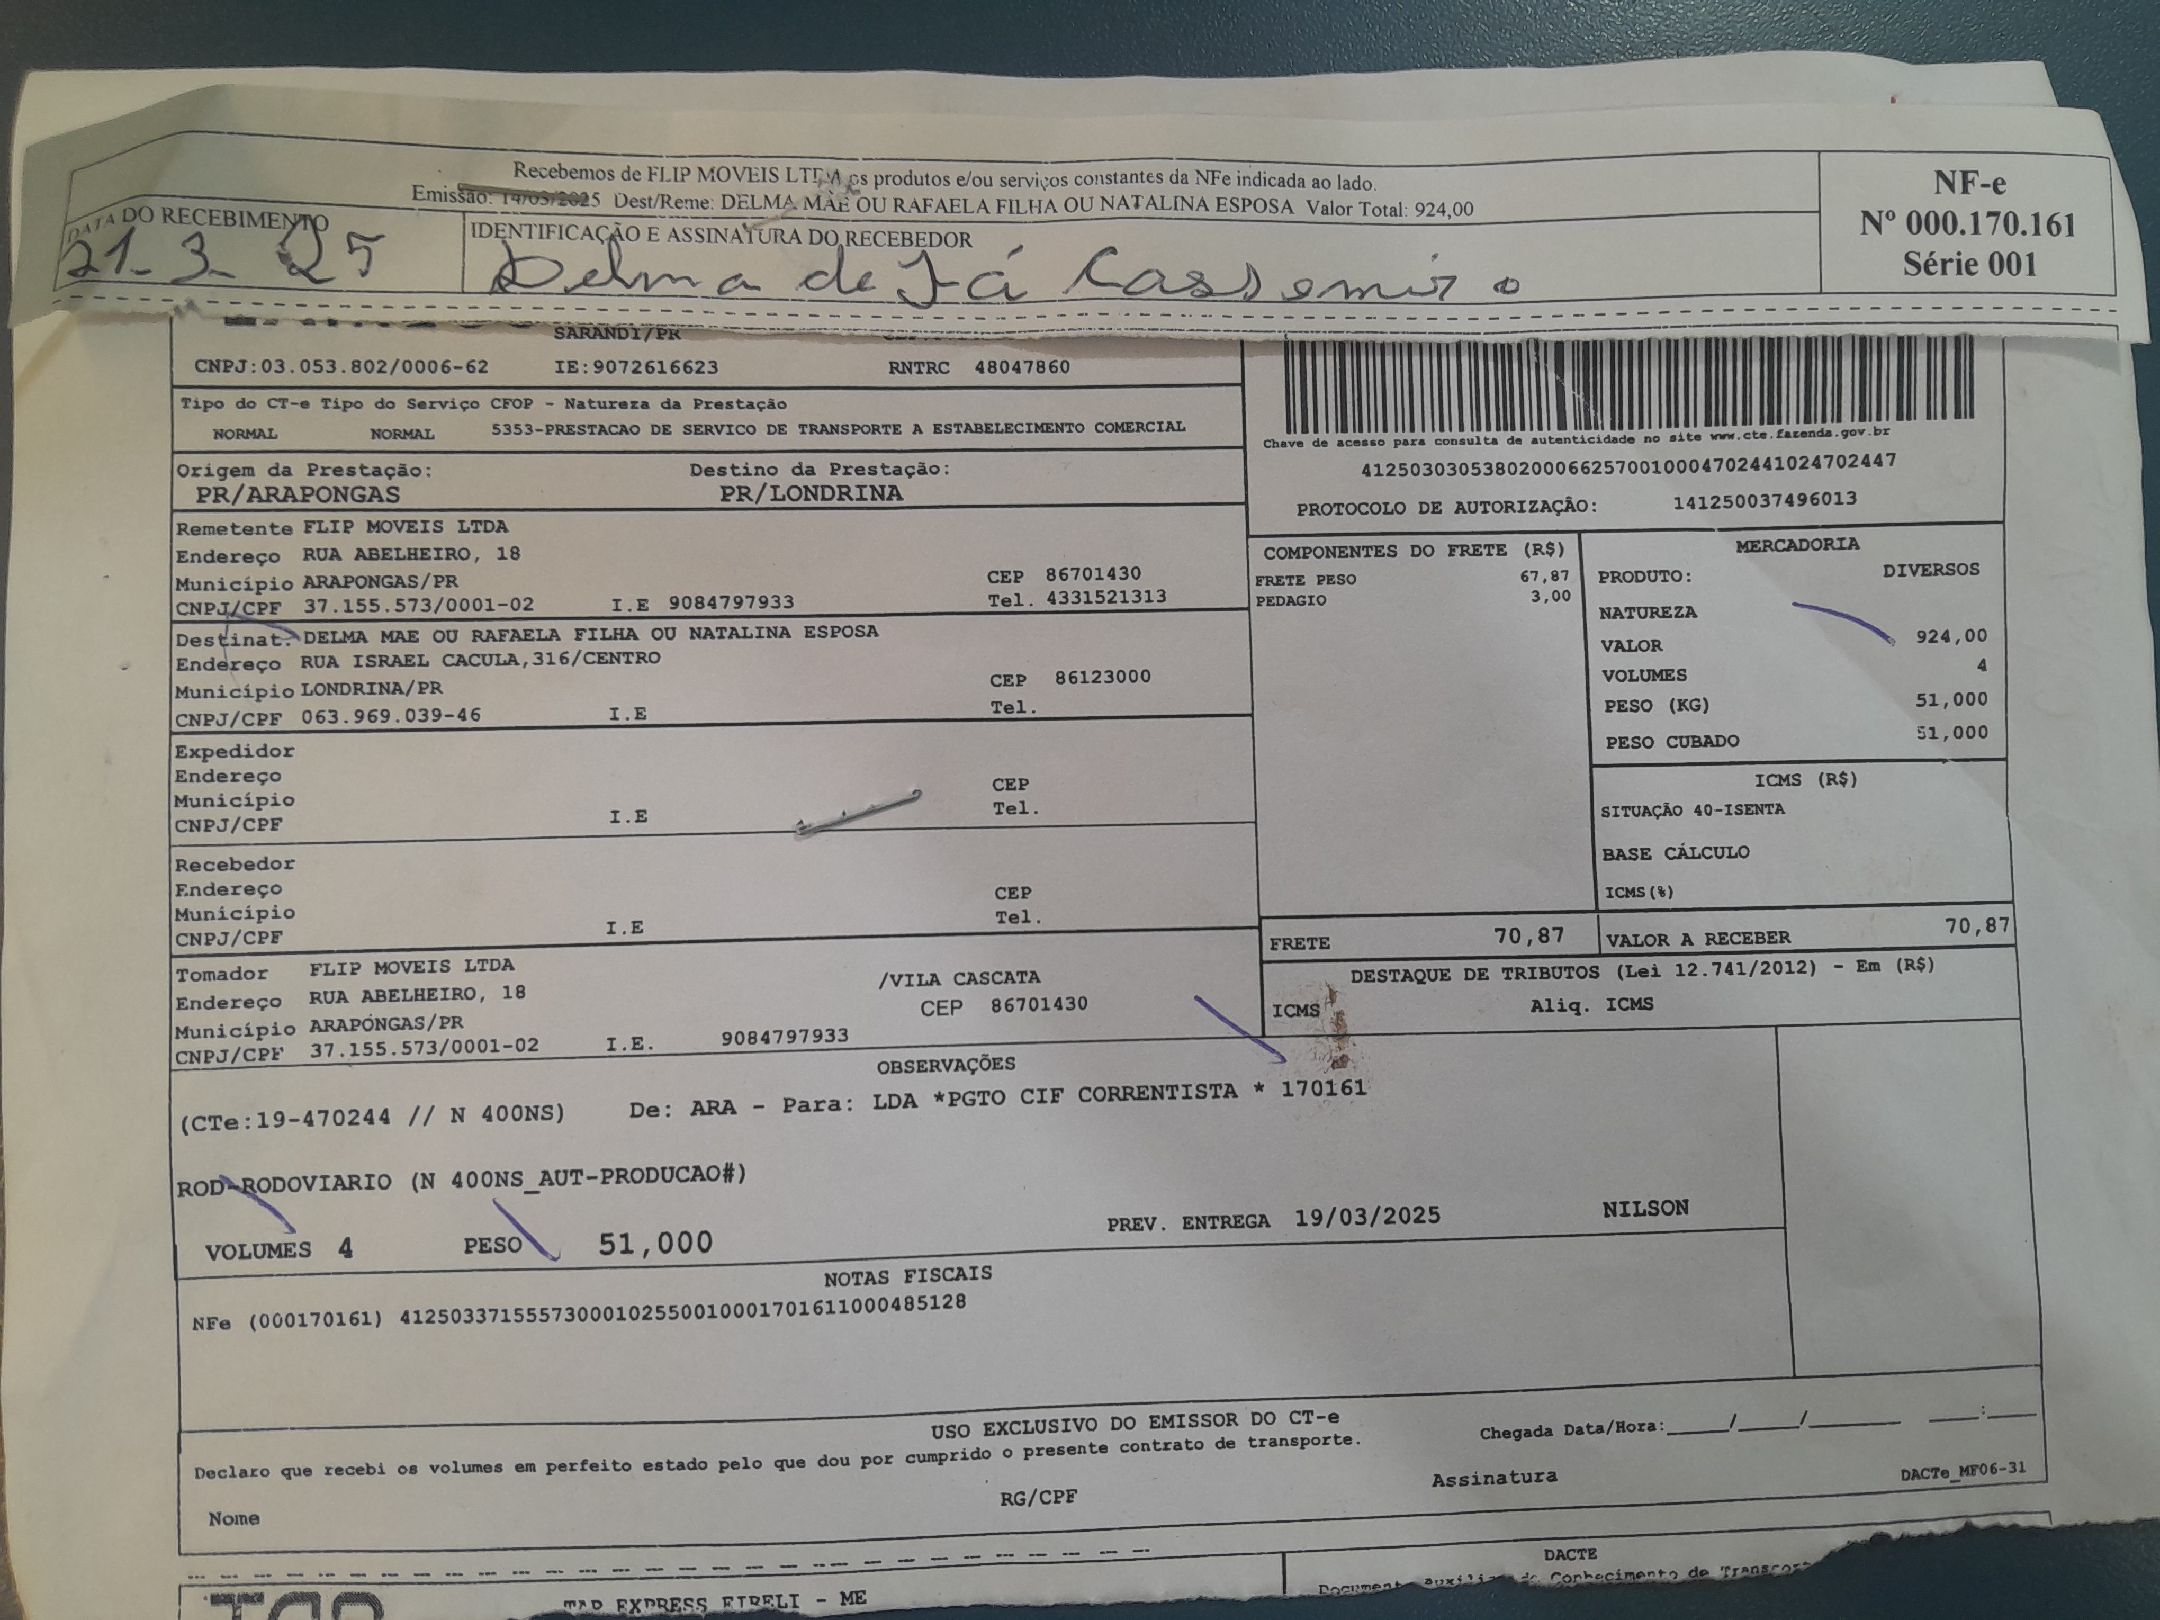 Recebemos de FLIP MOVEIS LTDA os produtos e/ou serviços constantes da NFe indicada ao lado.
Emissão: 14/03/2025 Dest/Reme: DELMA MÃE OU RAFAELA FILHA OU NATALINA ESPOSA Valor Total: 924,00
DATA DO RECEBIMENTO
21-3-25
IDENTIFICAÇÃO E ASSINATURA DO RECEBEDOR
Delma de Sá Cassemiro
NF-e
Nº 000.170.161
Série 001
SARANDI/PR
CNPJ:03.053.802/0006-62 IE:9072616623 RNTRC 48047860
Tipo do CT-e Tipo do Serviço CFOP - Natureza da Prestação
NORMAL NORMAL 5353-PRESTACAO DE SERVICO DE TRANSPORTE A ESTABELECIMENTO COMERCIAL
Chave de acesso para consulta de autenticidade no site www.cte.fazenda.gov.br
41250303053802000662570010004702441024702447
PROTOCOLO DE AUTORIZAÇÃO: 141250037496013
Origem da Prestação: Destino da Prestação:
PR/ARAPONGAS PR/LONDRINA
Remetente FLIP MOVEIS LTDA
Endereço RUA ABELHEIRO, 18
Município ARAPONGAS/PR CEP 86701430
CNPJ/CPF 37.155.573/0001-02 I.E 9084797933 Tel. 4331521313
Destinat. DELMA MAE OU RAFAELA FILHA OU NATALINA ESPOSA
Endereço RUA ISRAEL CACULA,316/CENTRO
Município LONDRINA/PR CEP 86123000
CNPJ/CPF 063.969.039-46 I.E Tel.
Expedidor
Endereço
Município CEP
CNPJ/CPF I.E Tel.
Recebedor
Endereço
Município CEP
CNPJ/CPF I.E Tel.
Tomador FLIP MOVEIS LTDA
Endereço RUA ABELHEIRO, 18 /VILA CASCATA
Município ARAPONGAS/PR CEP 86701430
CNPJ/CPF 37.155.573/0001-02 I.E. 9084797933
COMPONENTES DO FRETE (R$)
FRETE PESO 67,87
PEDAGIO 3,00
MERCADORIA
PRODUTO: DIVERSOS
NATUREZA
VALOR 924,00
VOLUMES 4
PESO (KG) 51,000
PESO CUBADO 51,000
ICMS (R$)
SITUAÇÃO 40-ISENTA
BASE CÁLCULO
ICMS(%)
FRETE 70,87 VALOR A RECEBER 70,87
DESTAQUE DE TRIBUTOS (Lei 12.741/2012) - Em (R$)
ICMS Aliq. ICMS
OBSERVAÇÕES
(CTe:19-470244 // N 400NS) De: ARA - Para: LDA *PGTO CIF CORRENTISTA * 170161
ROD-RODOVIARIO (N 400NS_AUT-PRODUCAO#)
VOLUMES 4 PESO 51,000 PREV. ENTREGA 19/03/2025 NILSON
NOTAS FISCAIS
NFe (000170161) 41250337155573000102550010001701611000485128
USO EXCLUSIVO DO EMISSOR DO CT-e
Declaro que recebi os volumes em perfeito estado pelo que dou por cumprido o presente contrato de transporte.
Chegada Data/Hora:____/____/______ ___:___
Nome RG/CPF Assinatura DACTe_MF06-31
EXPRESS EIRELI - ME
DACTE
Conhecimento de